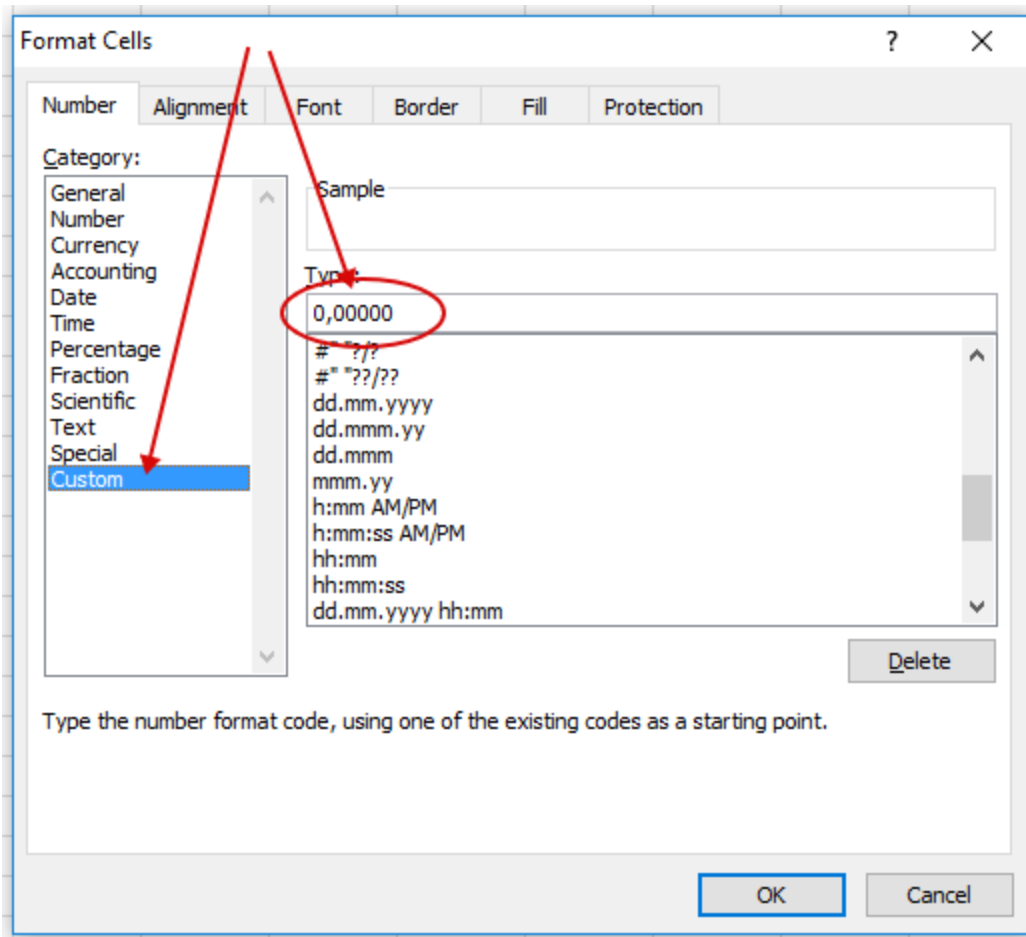 Format Cells ?
Number Alignment Font Border Fill Protection
Category:
General
Number
Currency
Accounting
Date
Time
Percentage
Fraction
Scientific
Text
Special
Custom
Sample
Type:
0,00000
#" "?/?
#" "??/??
dd.mm.yyyy
dd.mmm.yy
dd.mmm
mmm.yy
h:mm AM/PM
h:mm:ss AM/PM
hh:mm
hh:mm:ss
dd.mm.yyyy hh:mm
Delete
Type the number format code, using one of the existing codes as a starting point.
OK Cancel